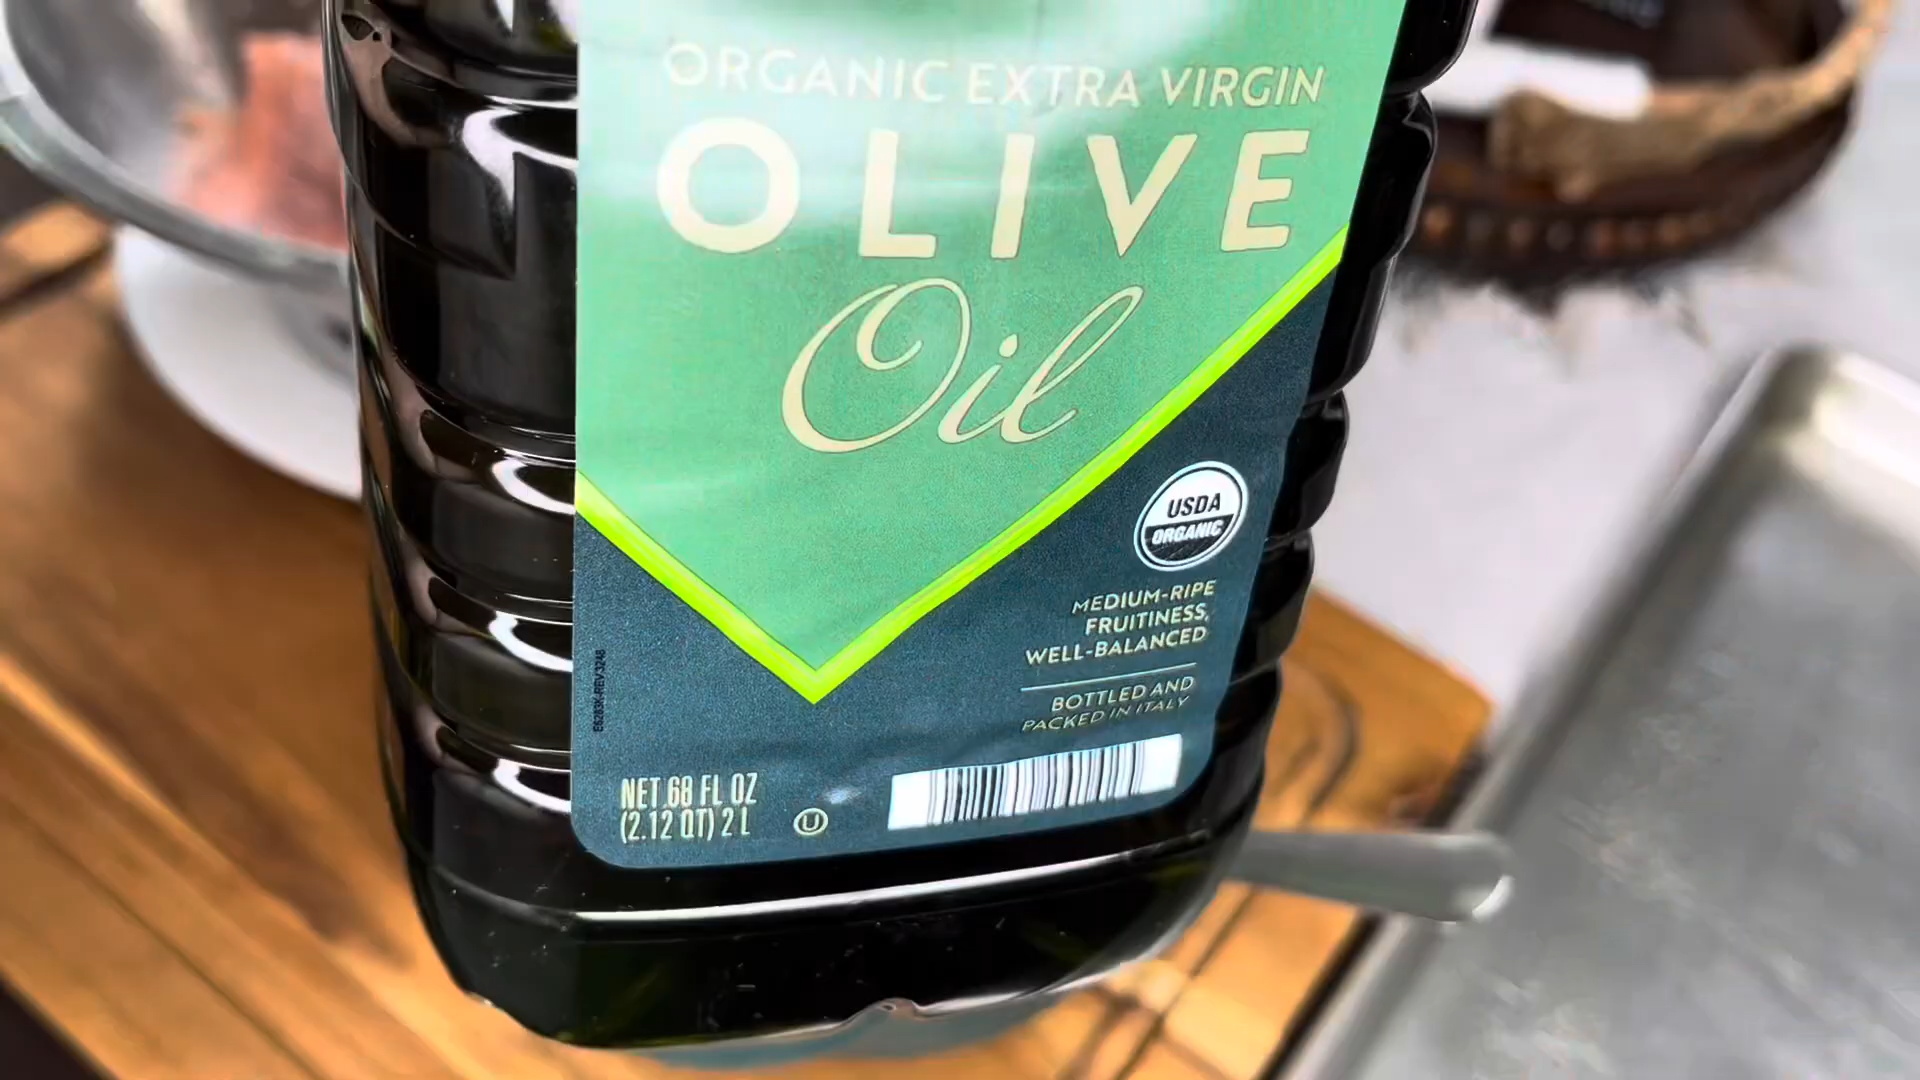 ORGANIC EXTRA VIRGIN
OLIVE
Oil
USDA
ORGANIC
MEDIUM-RIPE
FRUITINESS,
WELL-BALANCED
BOTTLED AND
PACKED IN ITALY
NET 68 FL OZ
(2.12 QT) 2 L
U